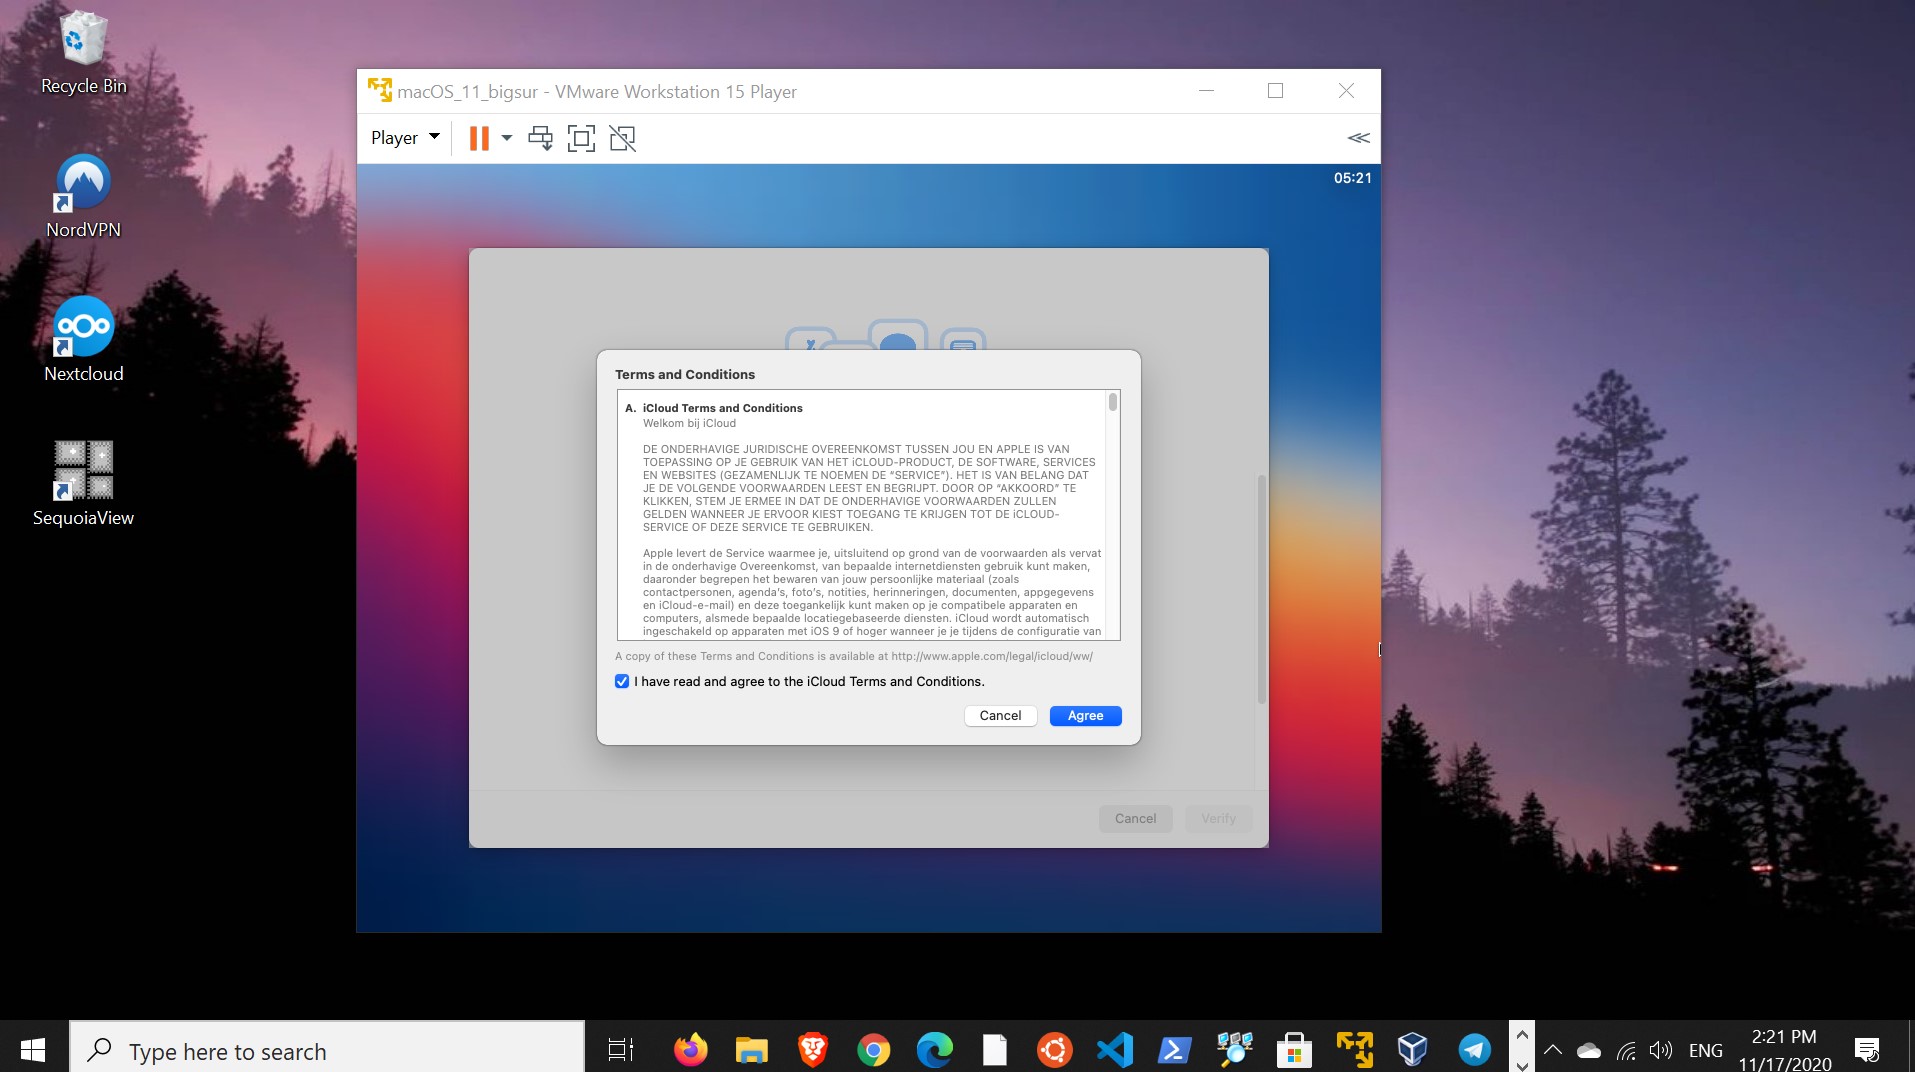 Recycle Bin
NordVPN
Nextcloud
SequoiaView
macOS_11_bigsur - VMware Workstation 15 Player
Player
05:21
Terms and Conditions
A. iCloud Terms and Conditions
Welkom bij iCloud
DE ONDERHAVIGE JURIDISCHE OVEREENKOMST TUSSEN JOU EN APPLE IS VAN
TOEPASSING OP JE GEBRUIK VAN HET iCLOUD-PRODUCT, DE SOFTWARE, SERVICES
EN WEBSITES (GEZAMENLIJK TE NOEMEN DE “SERVICE”). HET IS VAN BELANG DAT
JE DE VOLGENDE VOORWAARDEN LEEST EN BEGRIJPT. DOOR OP “AKKOORD” TE
KLIKKEN, STEM JE ERMEE IN DAT DE ONDERHAVIGE VOORWAARDEN ZULLEN
GELDEN WANNEER JE ERVOOR KIEST TOEGANG TE KRIJGEN TOT DE iCLOUD-
SERVICE OF DEZE SERVICE TE GEBRUIKEN.
Apple levert de Service waarmee je, uitsluitend op grond van de voorwaarden als vervat
in de onderhavige Overeenkomst, van bepaalde internetdiensten gebruik kunt maken,
daaronder begrepen het bewaren van jouw persoonlijke materiaal (zoals
contactpersonen, agenda's, foto's, notities, herinneringen, documenten, appgegevens
en iCloud-e-mail) en deze toegankelijk kunt maken op je compatibele apparaten en
computers, alsmede bepaalde locatiegebaseerde diensten. iCloud wordt automatisch
ingeschakeld op apparaten met iOS 9 of hoger wanneer je je tijdens de configuratie van
A copy of these Terms and Conditions is available at http://www.apple.com/legal/icloud/ww/
I have read and agree to the iCloud Terms and Conditions.
Cancel Agree
Cancel Verify
Type here to search
ENG
2:21 PM
11/17/2020